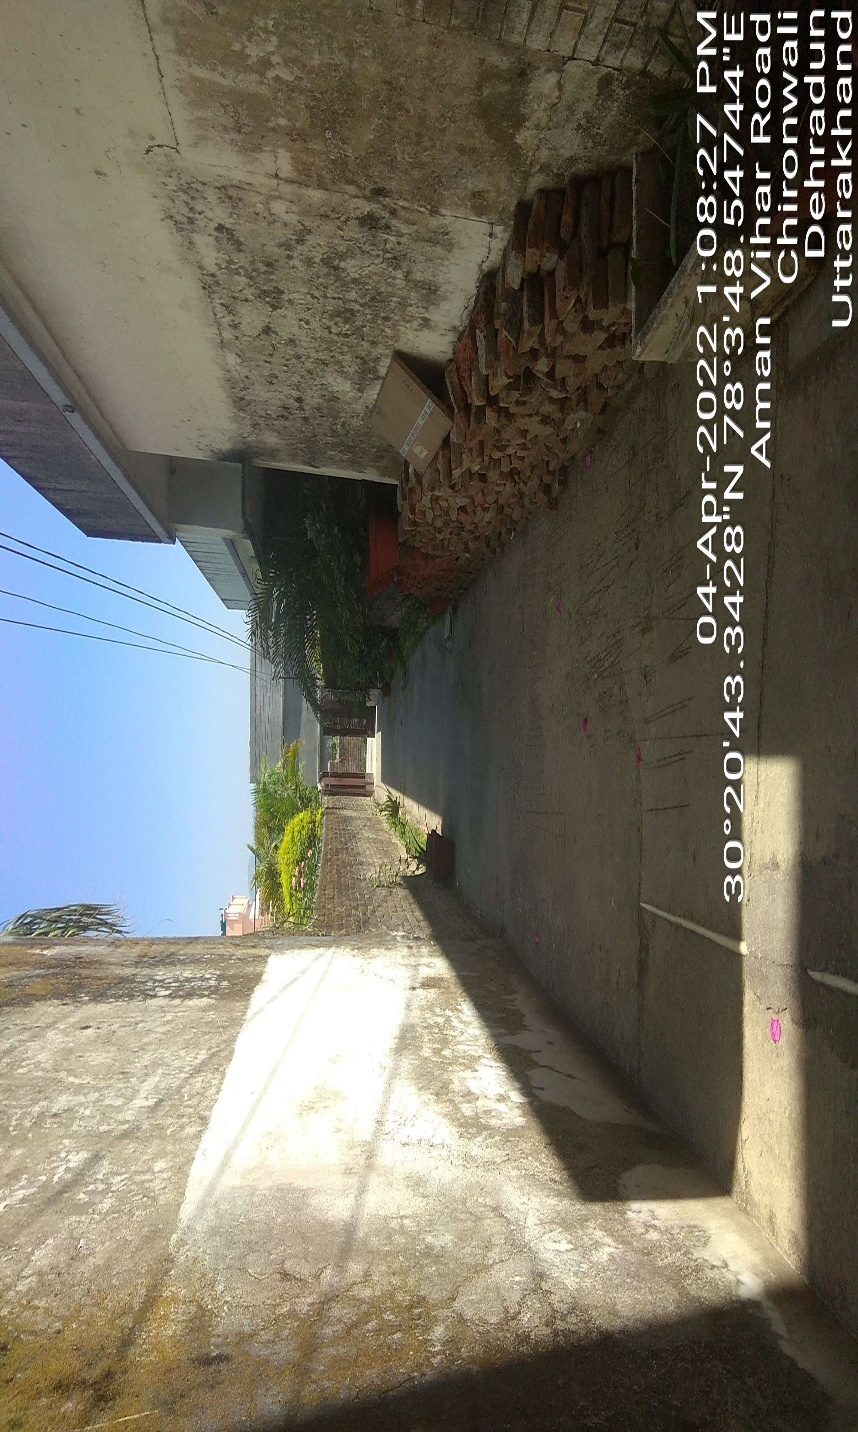 04-Apr-2022 1:08:27 PM
30°20'43.3428"N 78°3'48.54744"E
Aman Vihar Road
Chironwali
Dehradun
Uttarakhand